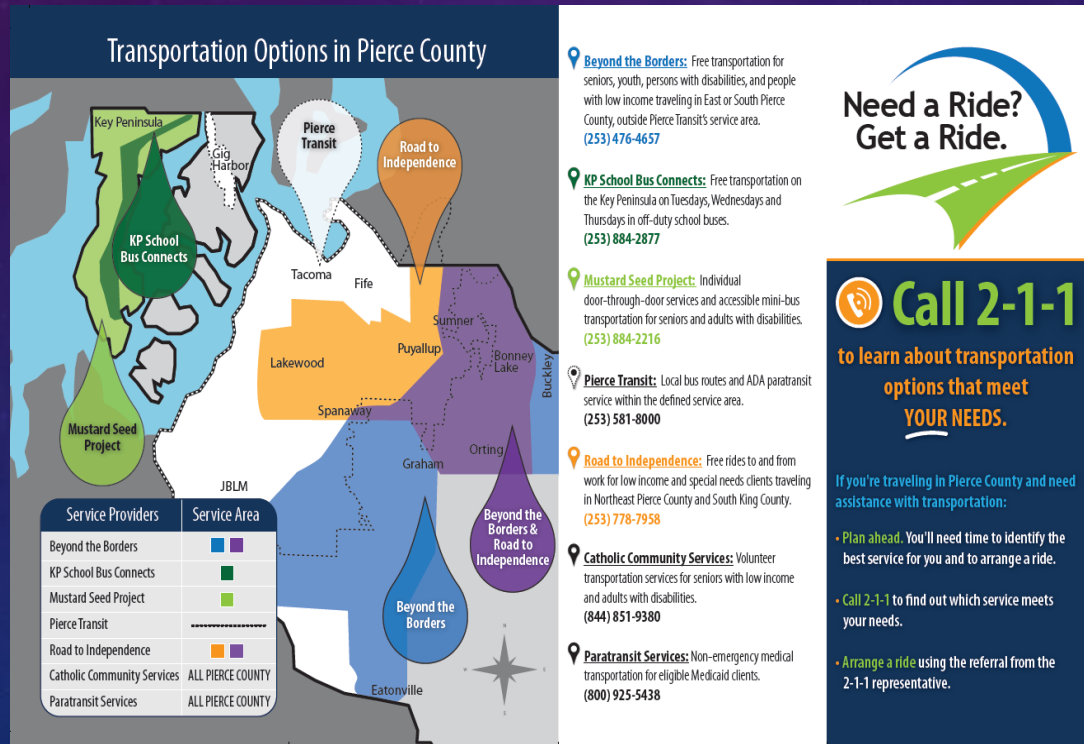 Transportation Options in Pierce County
Key Peninsula
Gig
Harbor
Pierce
Transit
Road to
Independence
KP School
Bus Connects
Tacoma
Fife
Sumner
Puyallup
Bonney
Lake
Buckley
Lakewood
Spanaway
Mustard Seed
Project
Graham
Orting
JBLM
Beyond the
Borders &
Road to
Independence
Beyond the
Borders
Eatonville
Service Providers Service Area
Beyond the Borders
KP School Bus Connects
Mustard Seed Project
Pierce Transit
Road to Independence
Catholic Community Services ALL PIERCE COUNTY
Paratransit Services ALL PIERCE COUNTY
Beyond the Borders: Free transportation for
seniors, youth, persons with disabilities, and people
with low income traveling in East or South Pierce
County, outside Pierce Transit's service area.
(253) 476-4657
KP School Bus Connects: Free transportation on
the Key Peninsula on Tuesdays, Wednesdays and
Thursdays in off-duty school buses.
(253) 884-2877
Mustard Seed Project: Individual
door-through-door services and accessible mini-bus
transportation for seniors and adults with disabilities.
(253) 884-2216
Pierce Transit: Local bus routes and ADA paratransit
service within the defined service area.
(253) 581-8000
Road to Independence: Free rides to and from
work for low income and special needs clients traveling
in Northeast Pierce County and South King County.
(253) 778-7958
Catholic Community Services: Volunteer
transportation services for seniors with low income
and adults with disabilities.
(844) 851-9380
Paratransit Services: Non-emergency medical
transportation for eligible Medicaid clients.
(800) 925-5438
Need a Ride?
Get a Ride.
Call 2-1-1
to learn about transportation
options that meet
YOUR NEEDS.
If you're traveling in Pierce County and need
assistance with transportation:
• Plan ahead. You'll need time to identify the
best service for you and to arrange a ride.
• Call 2-1-1 to find out which service meets
your needs.
• Arrange a ride using the referral from the
2-1-1 representative.